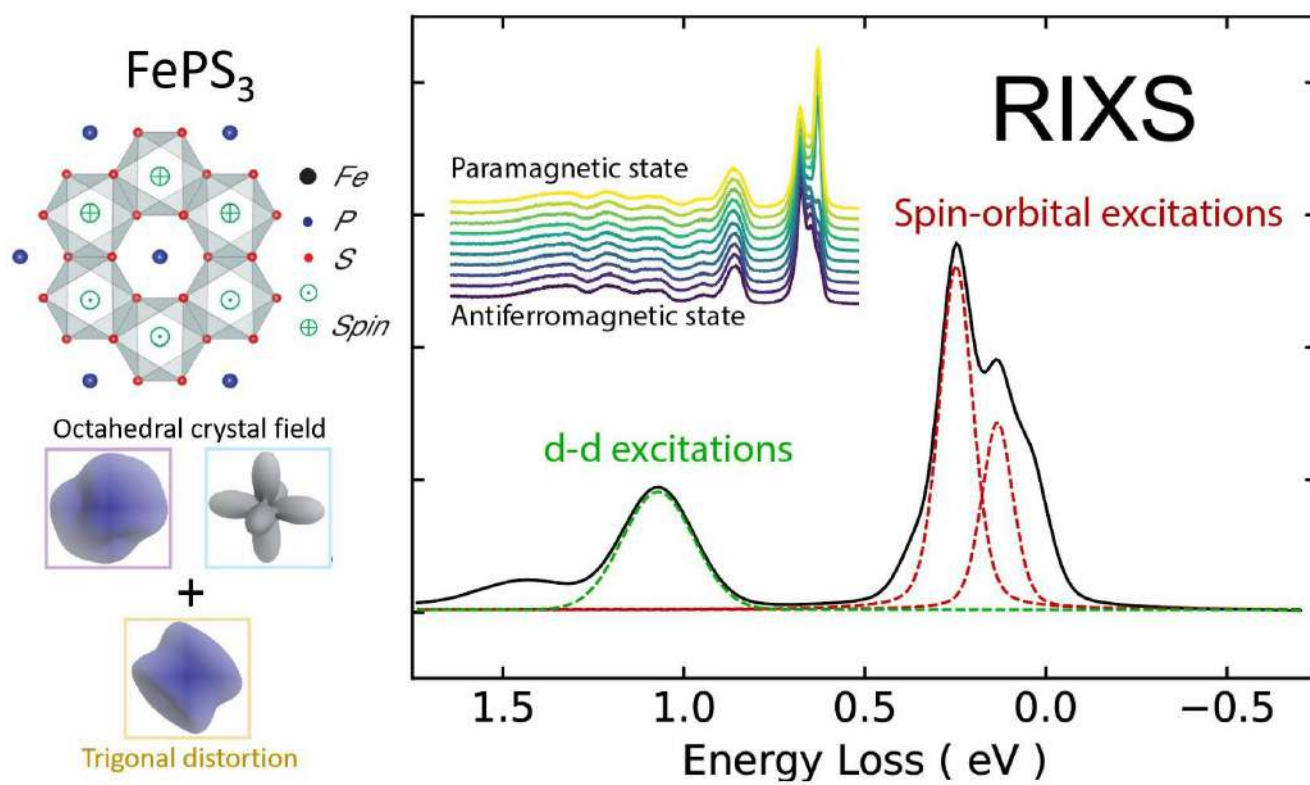 FePS₃
Fe
P
S
Spin
Octahedral crystal field
+
Trigonal distortion
RIXS
Paramagnetic state
Antiferromagnetic state
Spin-orbital excitations
d-d excitations
1.5 1.0 0.5 0.0 −0.5
Energy Loss ( eV )